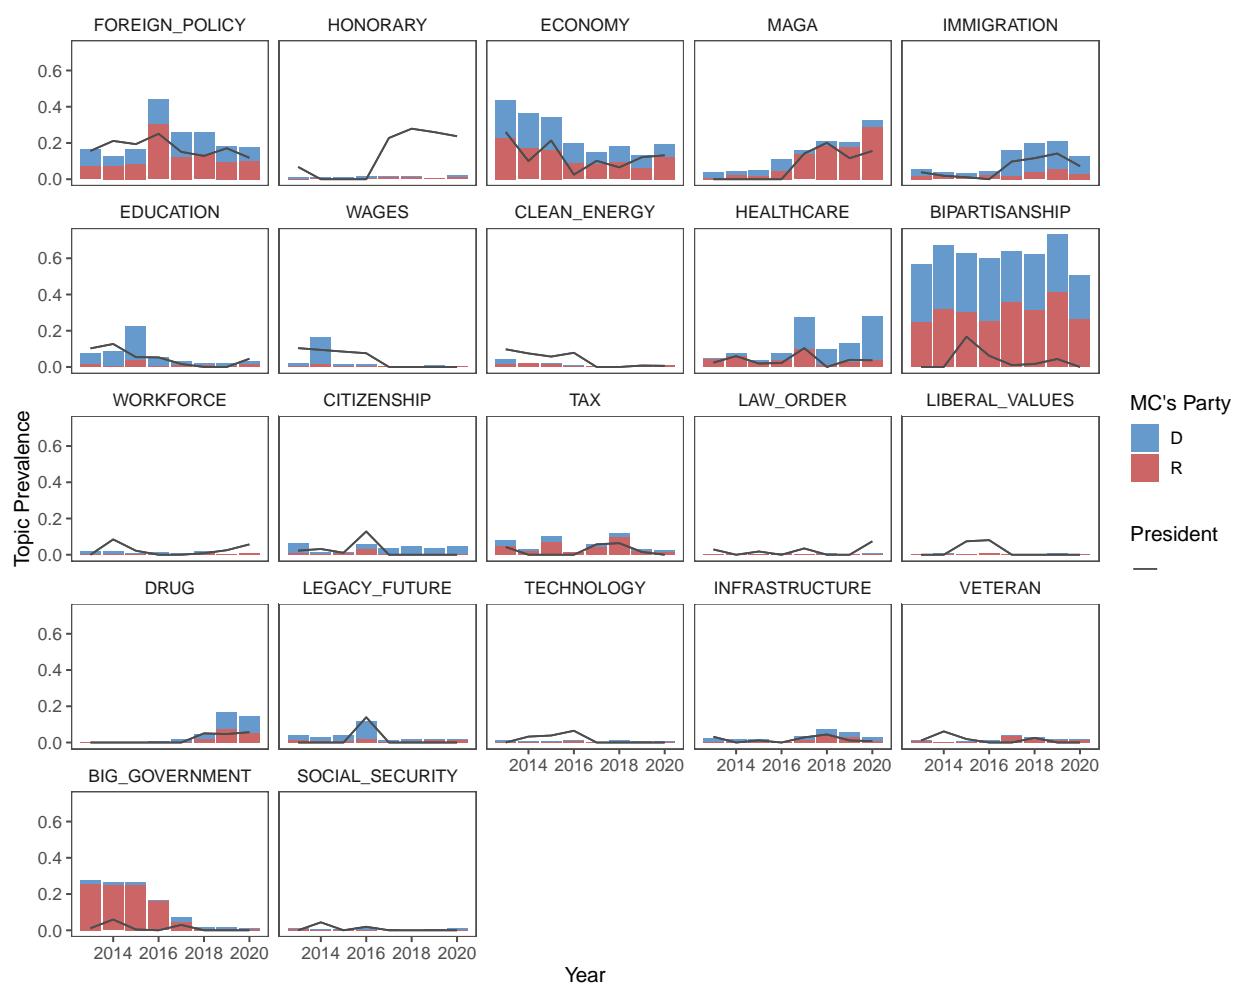 FOREIGN_POLICY HONORARY ECONOMY MAGA IMMIGRATION
0.6
0.4
0.2
0.0
EDUCATION WAGES CLEAN_ENERGY HEALTHCARE BIPARTISANSHIP
0.6
0.4
0.2
0.0
WORKFORCE CITIZENSHIP TAX LAW_ORDER LIBERAL_VALUES
0.6
0.4
0.2
0.0
DRUG LEGACY_FUTURE TECHNOLOGY INFRASTRUCTURE VETERAN
0.6
0.4
0.2
0.0
2014 2016 2018 2020 2014 2016 2018 2020 2014 2016 2018 2020
BIG_GOVERNMENT SOCIAL_SECURITY
0.6
0.4
0.2
0.0
2014 2016 2018 2020 2014 2016 2018 2020
Topic Prevalence
Year
MC's Party
D
R
President